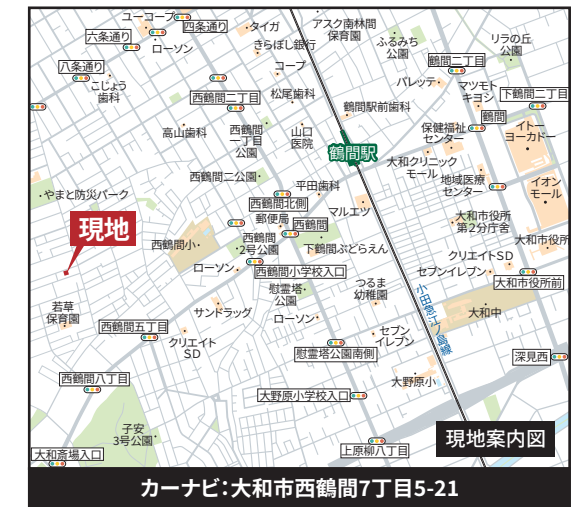 ユーコープ
四条通り
タイガ
アスク南林間
保育園
六条通り
ローソン
きらぼし銀行
ふるみち
公園
リラの丘
公園
八条通り
コープ
鶴間二丁目
こじょう
歯科
西鶴間二丁目
松尾歯科
パレッテ
マツモト
キヨシ
下鶴間二丁目
鶴間駅前歯科
鶴間
高山歯科
西鶴間
一丁目
公園
山口
医院
保健福祉
センター
イトー
ヨーカドー
鶴間駅
大和クリニック
モール
西鶴間二公園
平田歯科
地域医療
センター
イオン
モール
やまと防災パーク
西鶴間北側
マルエツ
郵便局
西鶴間
大和市役所
第2分庁舎
現地
西鶴間小
西鶴間
2号公園
下鶴間ぶどらえん
大和市役所
クリエイトSD
ローソン
西鶴間小学校入口
セブンイレブン
大和市役所前
慰霊塔
公園
つるま
幼稚園
小田急江ノ島線
若草
保育園
サンドラッグ
ローソン
大和中
西鶴間五丁目
クリエイト
SD
セブン
イレブン
慰霊塔公園南側
深見西
西鶴間八丁目
大野原小
大野原小学校入口
子安
3号公園
現地案内図
大和斎場入口
上原柳八丁目
カーナビ:大和市西鶴間7丁目5-21